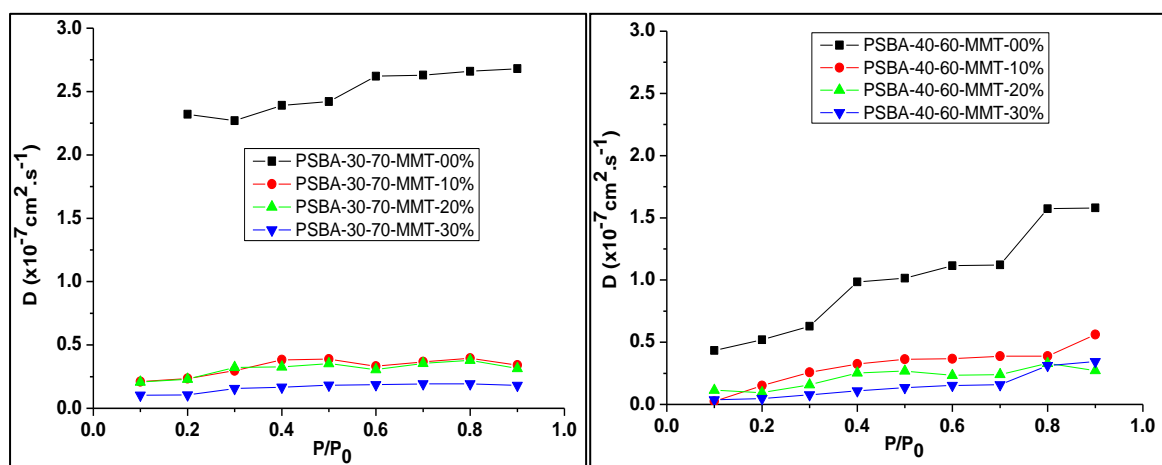 3.0
2.5
2.0
1.5
1.0
0.5
0.0
D (x10⁻⁷cm².s⁻¹)
PSBA-30-70-MMT-00%
PSBA-30-70-MMT-10%
PSBA-30-70-MMT-20%
PSBA-30-70-MMT-30%
0.0 0.2 0.4 0.6 0.8 1.0
P/P₀
3.0
2.5
2.0
1.5
1.0
0.5
0.0
D (x10⁻⁷cm².s⁻¹)
PSBA-40-60-MMT-00%
PSBA-40-60-MMT-10%
PSBA-40-60-MMT-20%
PSBA-40-60-MMT-30%
0.0 0.2 0.4 0.6 0.8 1.0
P/P₀